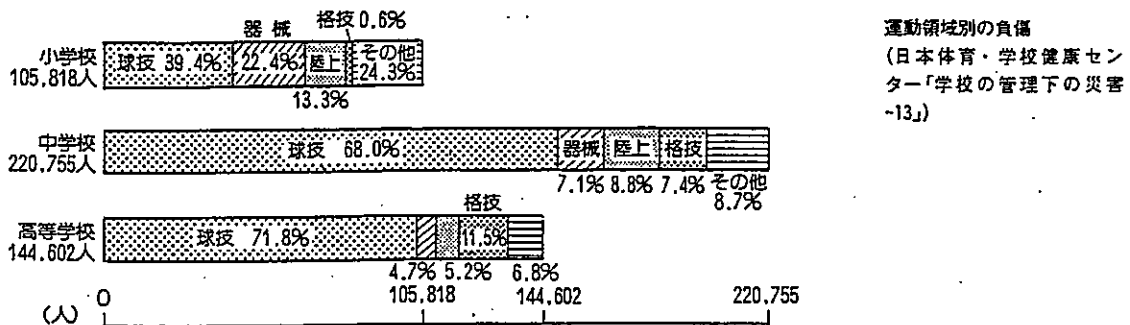 器械 格技 0.6%
小学校 球技 39.4% 22.4% 陸上 その他
105,818人 24.3%
13.3%
中学校 球技 68.0% 器械 陸上 格技
220,755人
7.1% 8.8% 7.4% その他
8.7%
格技
高等学校 球技 71.8% 11.5%
144,602人
4.7% 5.2% 6.8%
(人) 0 105,818 144,602 220,755
運動領域別の負傷
(日本体育・学校健康セン
ター「学校の管理下の災害
-13」)